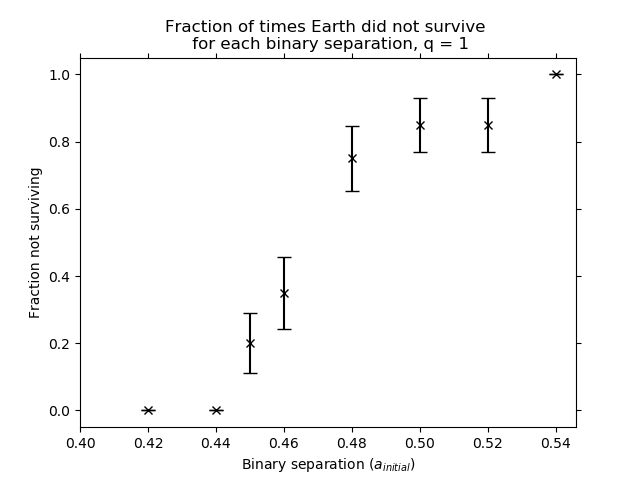 Fraction of times Earth did not survive
for each binary separation, q = 1
1.0
0.8
0.6
0.4
0.2
0.0
Fraction not surviving
0.40 0.42 0.44 0.46 0.48 0.50 0.52 0.54
Binary separation (a_initial)